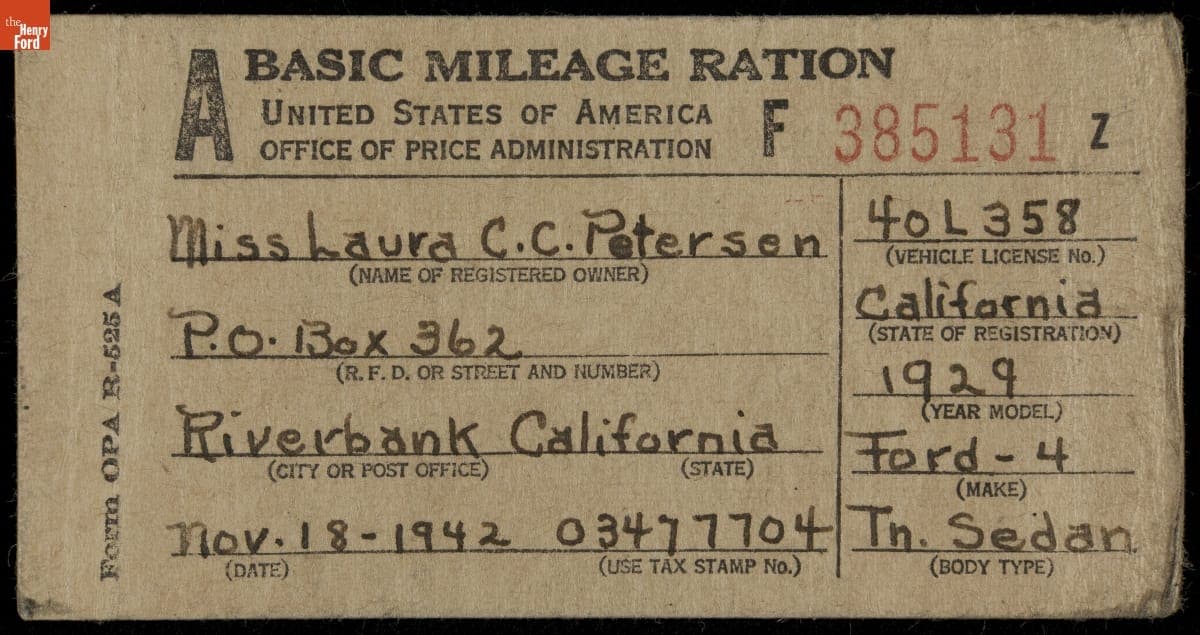 the
Henry
Ford
A BASIC MILEAGE RATION
UNITED STATES OF AMERICA
OFFICE OF PRICE ADMINISTRATION
F 385131 Z
Miss Laura C.C. Petersen
(NAME OF REGISTERED OWNER)
P.O. Box 362
(R. F. D. OR STREET AND NUMBER)
Riverbank California
(CITY OR POST OFFICE) (STATE)
Nov. 18-1942 03477704
(DATE) (USE TAX STAMP No.)
40L358
(VEHICLE LICENSE No.)
California
(STATE OF REGISTRATION)
1929
(YEAR MODEL)
Ford-4
(MAKE)
Tn. Sedan
(BODY TYPE)
Form OPA R-525 A